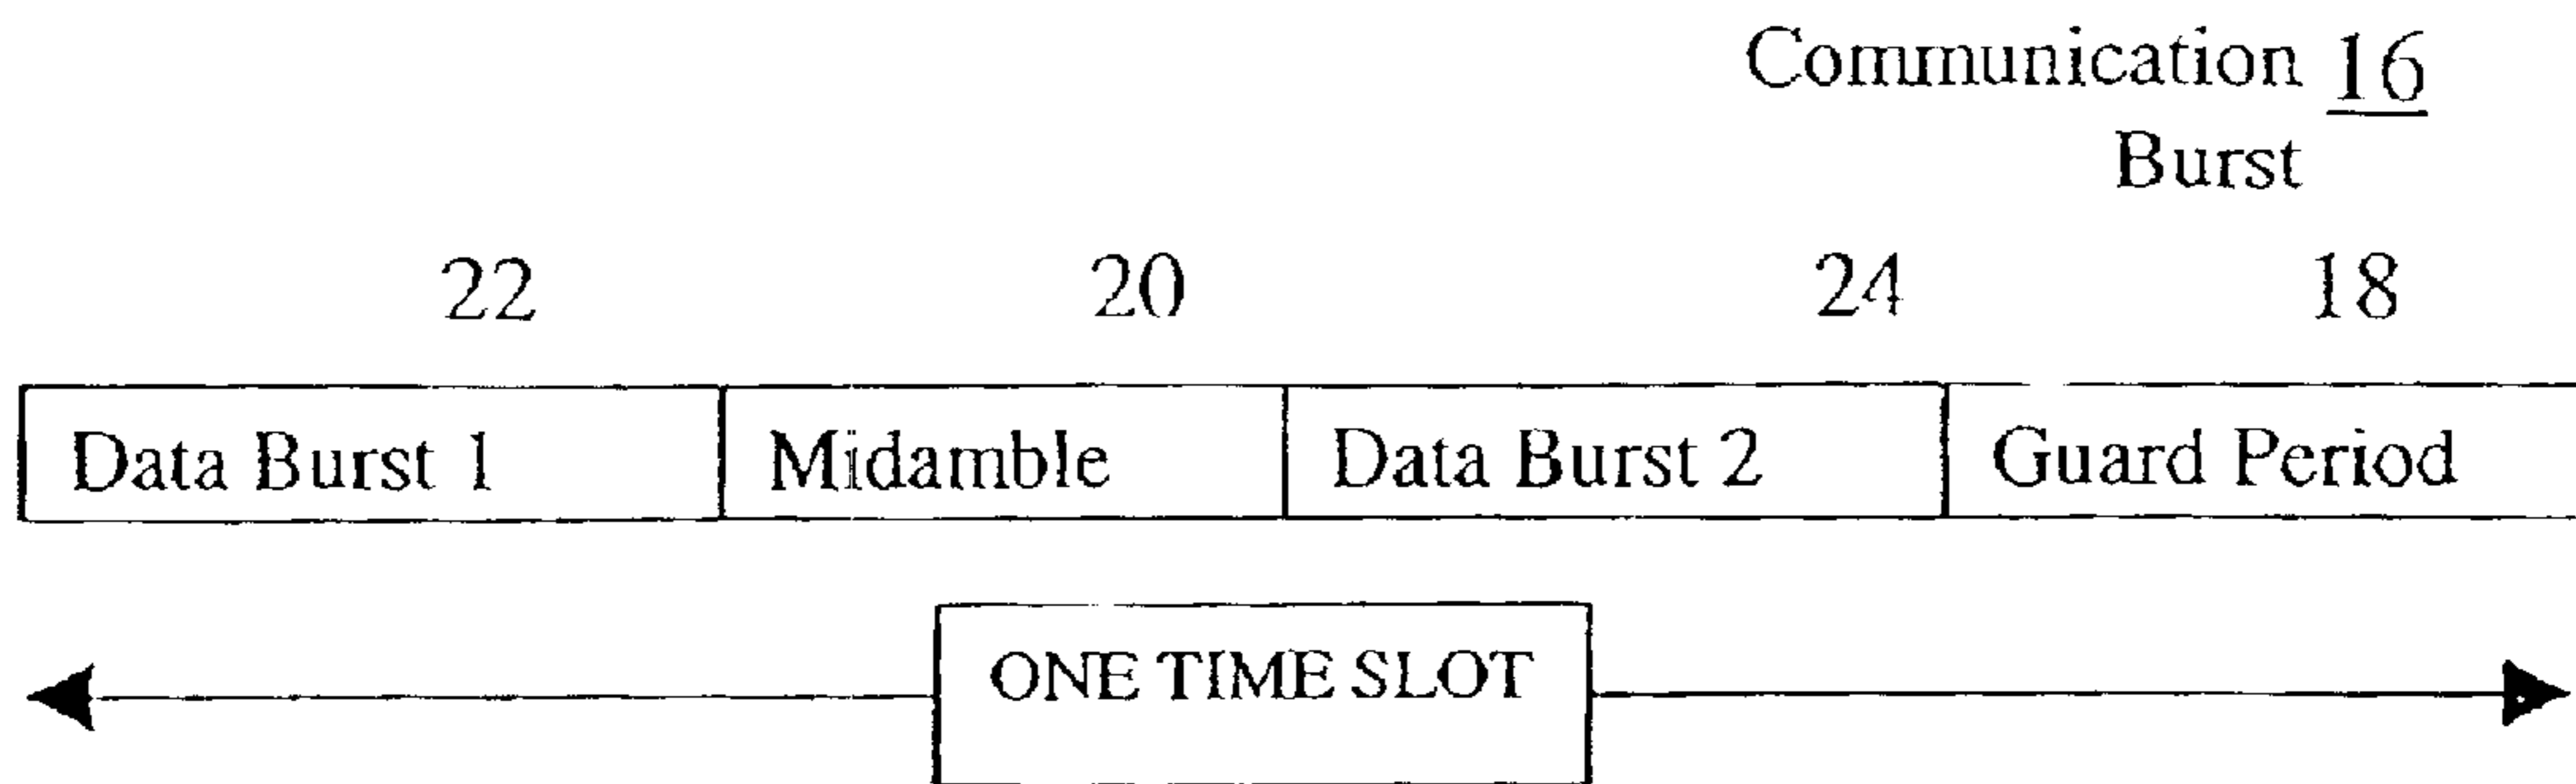 Communication 16
Burst
22 20 24 18
Data Burst 1 Midamble Data Burst 2 Guard Period
ONE TIME SLOT